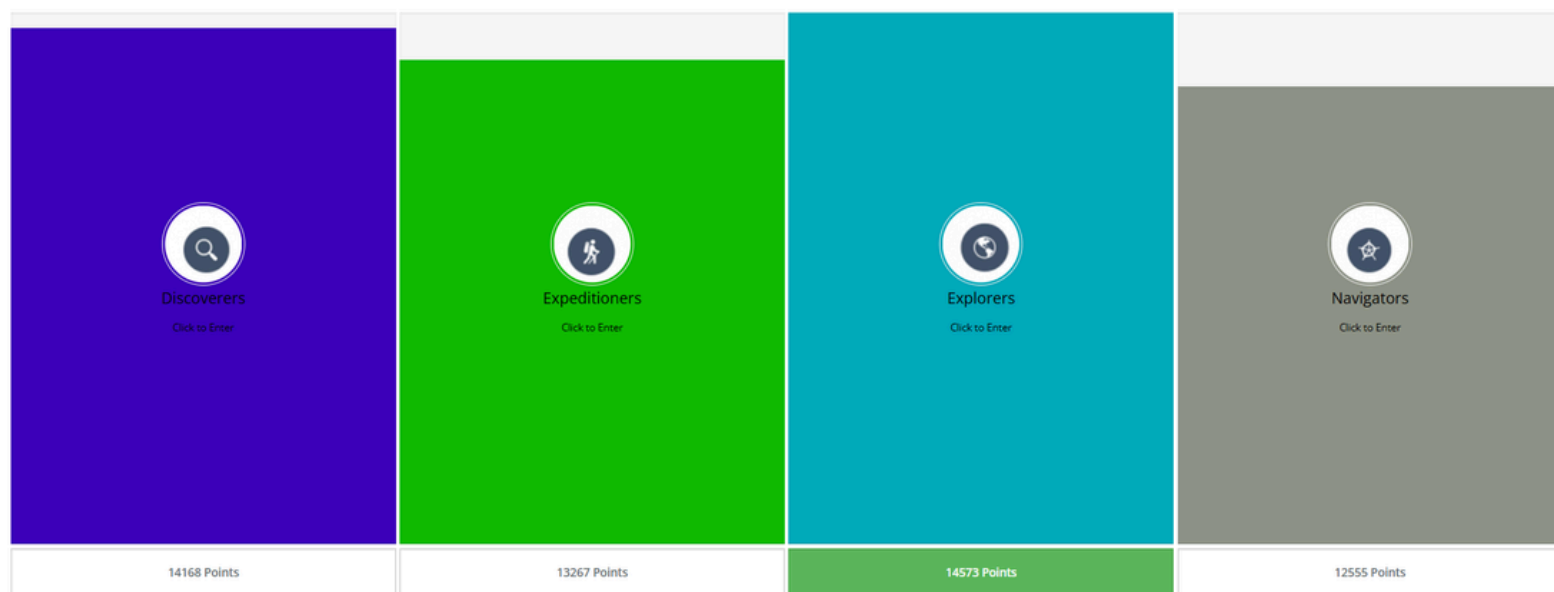 Discoverers
Click to Enter
14168 Points
Expeditioners
Click to Enter
13267 Points
Explorers
Click to Enter
14573 Points
Navigators
Click to Enter
12555 Points